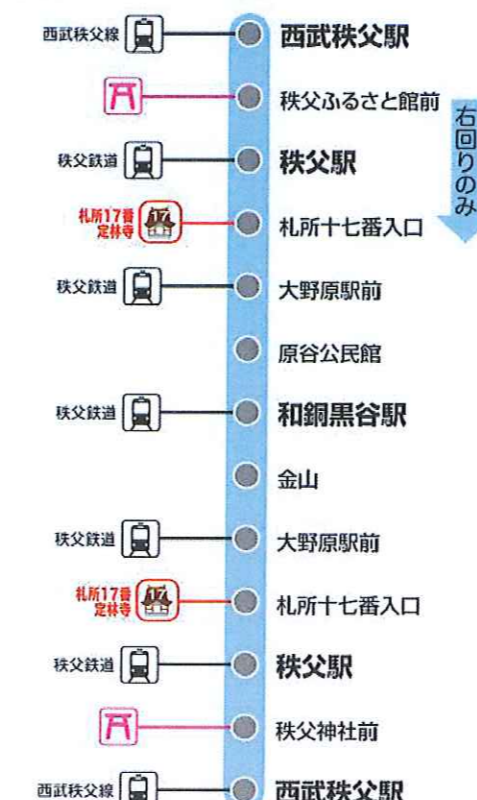 西武秩父線 西武秩父駅
秩父ふるさと館前
秩父鉄道 秩父駅
札所17番
定林寺 17 札所十七番入口
秩父鉄道 大野原駅前
原谷公民館
秩父鉄道 和銅黒谷駅
金山
秩父鉄道 大野原駅前
札所17番
定林寺 17 札所十七番入口
秩父鉄道 秩父駅
秩父神社前
西武秩父線 西武秩父駅
右回りのみ